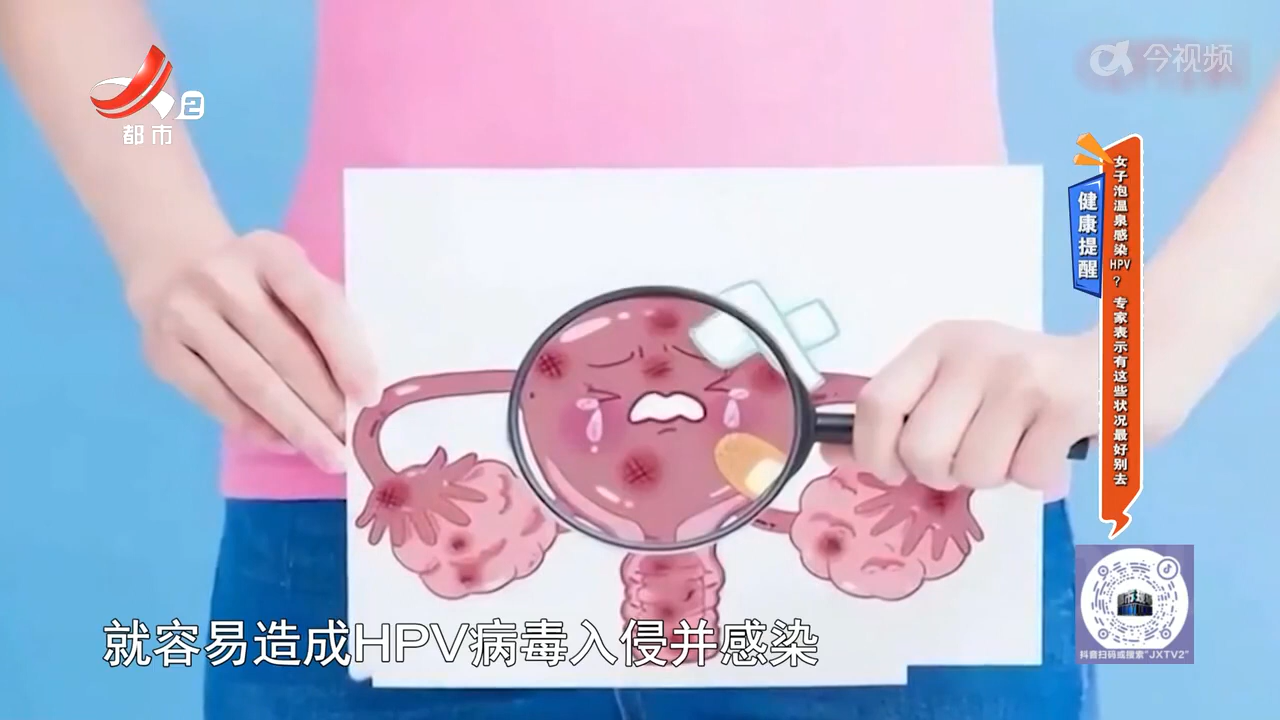 2
都市
今视频
健康提醒
女子泡温泉感染HPV？ 专家表示有这些状况最好别去
就容易造成HPV病毒入侵并感染
抖音扫码或搜索"JXTV2"